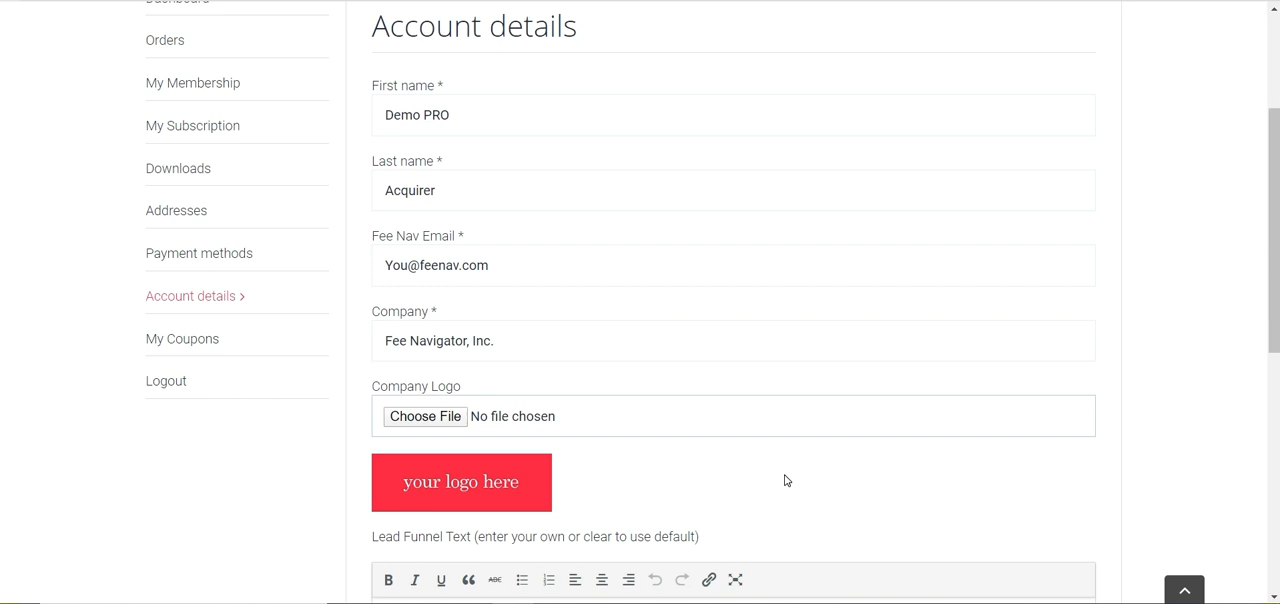 Dashboard
Orders
My Membership
My Subscription
Downloads
Addresses
Payment methods
Account details >
My Coupons
Logout
Account details
First name *
Demo PRO
Last name *
Acquirer
Fee Nav Email *
You@feenav.com
Company *
Fee Navigator, Inc.
Company Logo
Choose File No file chosen
your logo here
Lead Funnel Text (enter your own or clear to use default)
B I U “ ABC